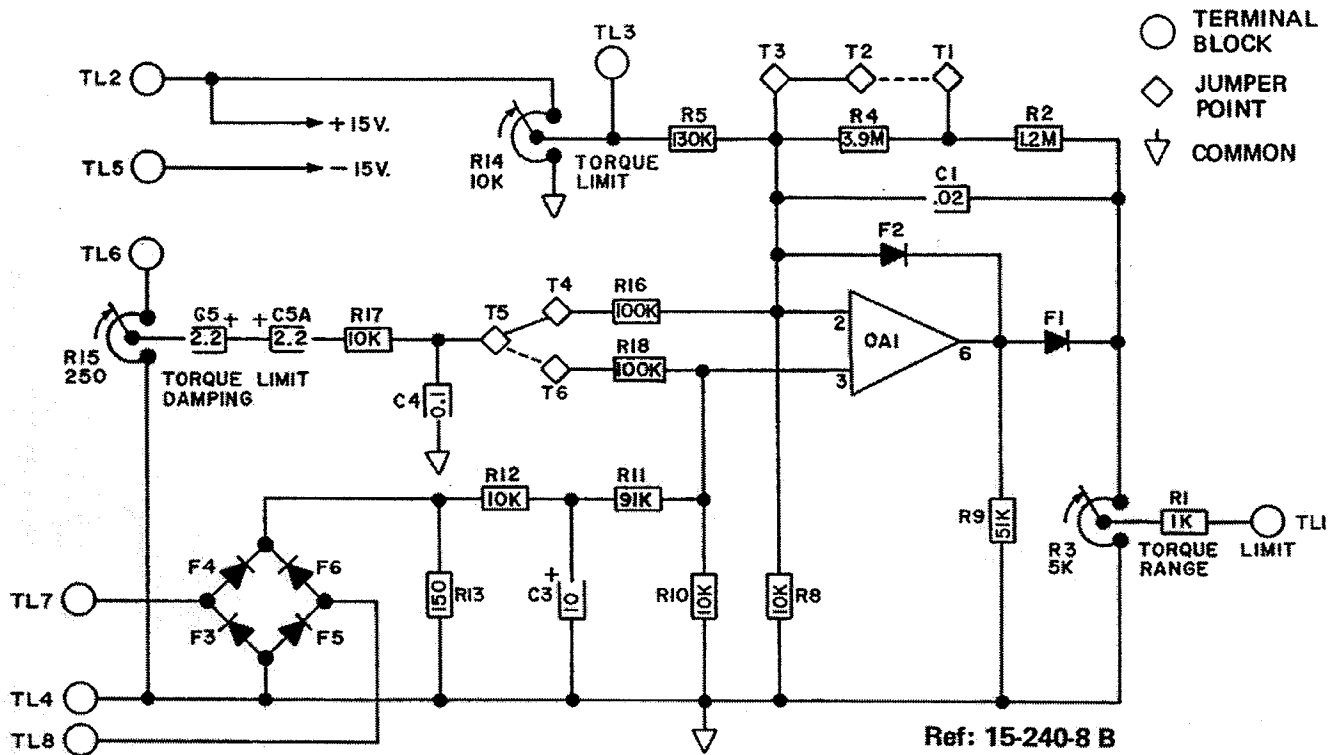 TERMINAL
BLOCK
JUMPER
POINT
COMMON
TL2
+15V.
TL5
-15V.
TL3
R14
10K
TORQUE
LIMIT
R5
130K
T3
T2
T1
R4
3.9M
R2
1.2M
C1
.02
F2
TL6
R15
250
TORQUE LIMIT
DAMPING
C5
2.2
+
+
C5A
2.2
R17
10K
C4
0.1
T5
T4
T6
R16
100K
R18
100K
2
3
OA1
6
F1
R12
10K
R11
91K
R9
51K
R3
5K
R1
1K
TORQUE LIMIT
RANGE
TL1
F4
F6
F3
F5
TL7
R13
150
C3
+
10
R10
10K
R8
10K
TL4
TL8
Ref: 15-240-8 B